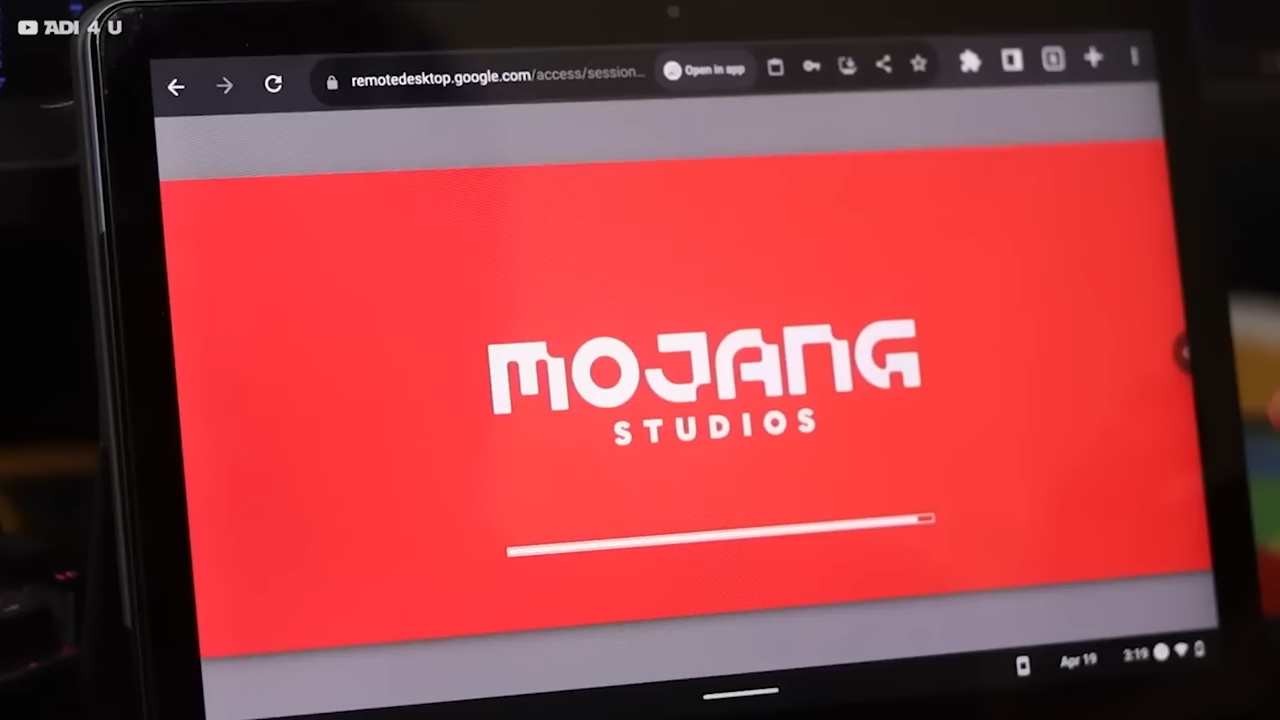 ADI 4 U
remotedesktop.google.com/access/session...
Open in app
MOJANG
STUDIOS
Apr 19
3:19